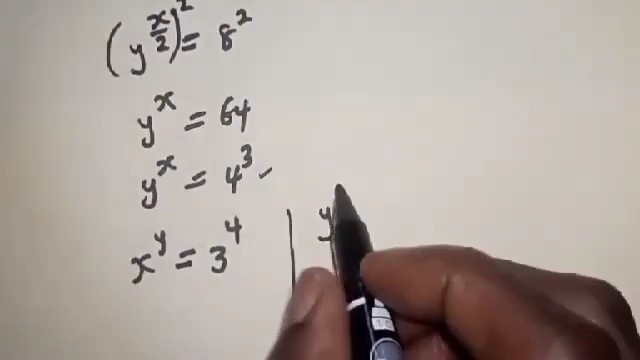 (y^(x/2))^2 = 8^2
y^x = 64
y^x = 4^3
x^y = 3^4 | y